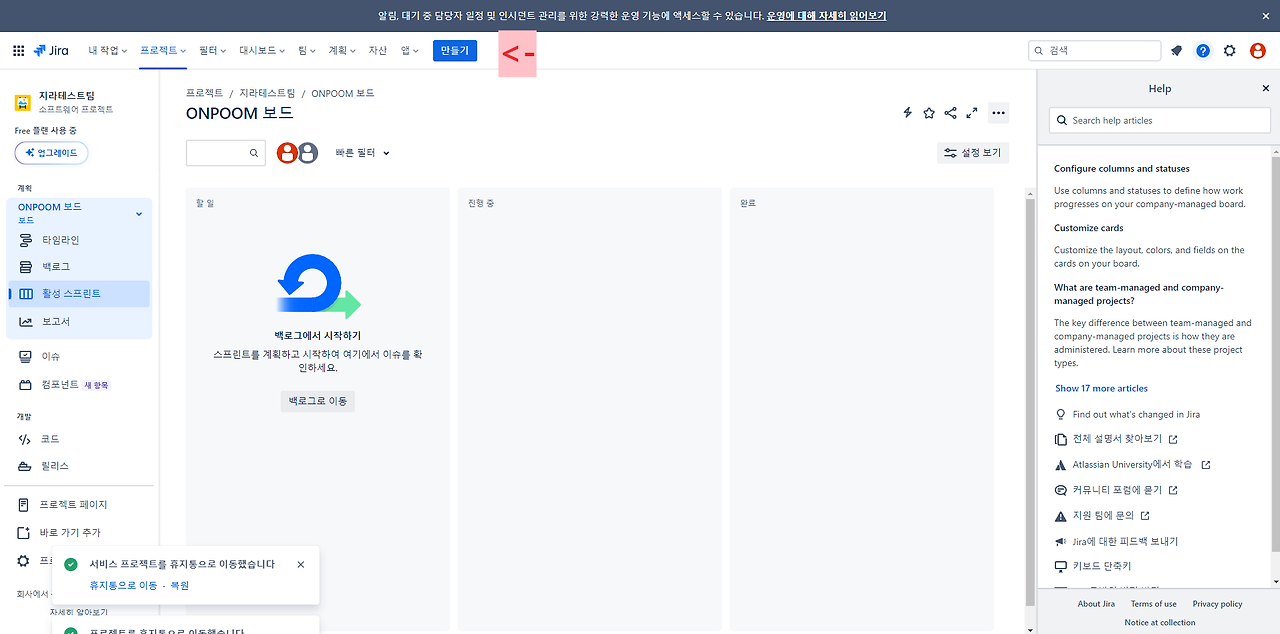 알림, 대기 중 담당자 일정 및 인시던트 관리를 위한 강력한 운영 기능에 액세스할 수 있습니다. 운영에 대해 자세히 읽어보기
Jira 내 작업 프로젝트 필터 대시보드 팀 계획 자산 앱 만들기 <- 검색
지라테스트팀
소프트웨어 프로젝트
Free 플랜 사용 중
업그레이드
계획
ONPOOM 보드
보드
타임라인
백로그
활성 스프린트
보고서
이슈
컴포넌트 새 항목
개발
코드
릴리스
프로젝트 페이지
바로 가기 추가
프로
회사에서
자세히 알아보기
프로젝트 / 지라테스트팀 / ONPOOM 보드
ONPOOM 보드
빠른 필터
설정 보기
할 일
진행 중
완료
백로그에서 시작하기
스프린트를 계획하고 시작하여 여기에서 이슈를 확
인하세요.
백로그로 이동
서비스 프로젝트를 휴지통으로 이동했습니다
휴지통으로 이동 · 복원
프로젝트를 휴지통으로 이동했습니다
Help
Search help articles
Configure columns and statuses
Use columns and statuses to define how work
progresses on your company-managed board.
Customize cards
Customize the layout, colors, and fields on the
cards on your board.
What are team-managed and company-
managed projects?
The key difference between team-managed and
company-managed projects is how they are
administered. Learn more about these project
types.
Show 17 more articles
Find out what's changed in Jira
전체 설명서 찾아보기
Atlassian University에서 학습
커뮤니티 포럼에 묻기
지원 팀에 문의
Jira에 대한 피드백 보내기
키보드 단축키
About Jira Terms of use Privacy policy
Notice at collection